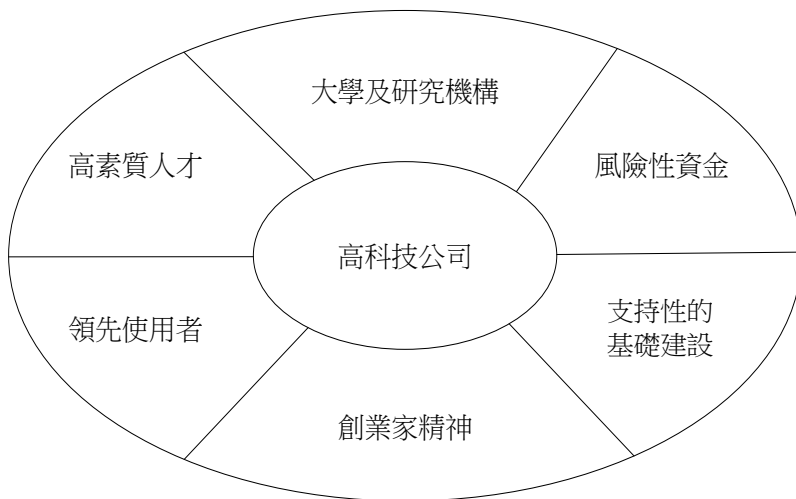 大學及研究機構
高素質人才
風險性資金
高科技公司
領先使用者
支持性的
基礎建設
創業家精神